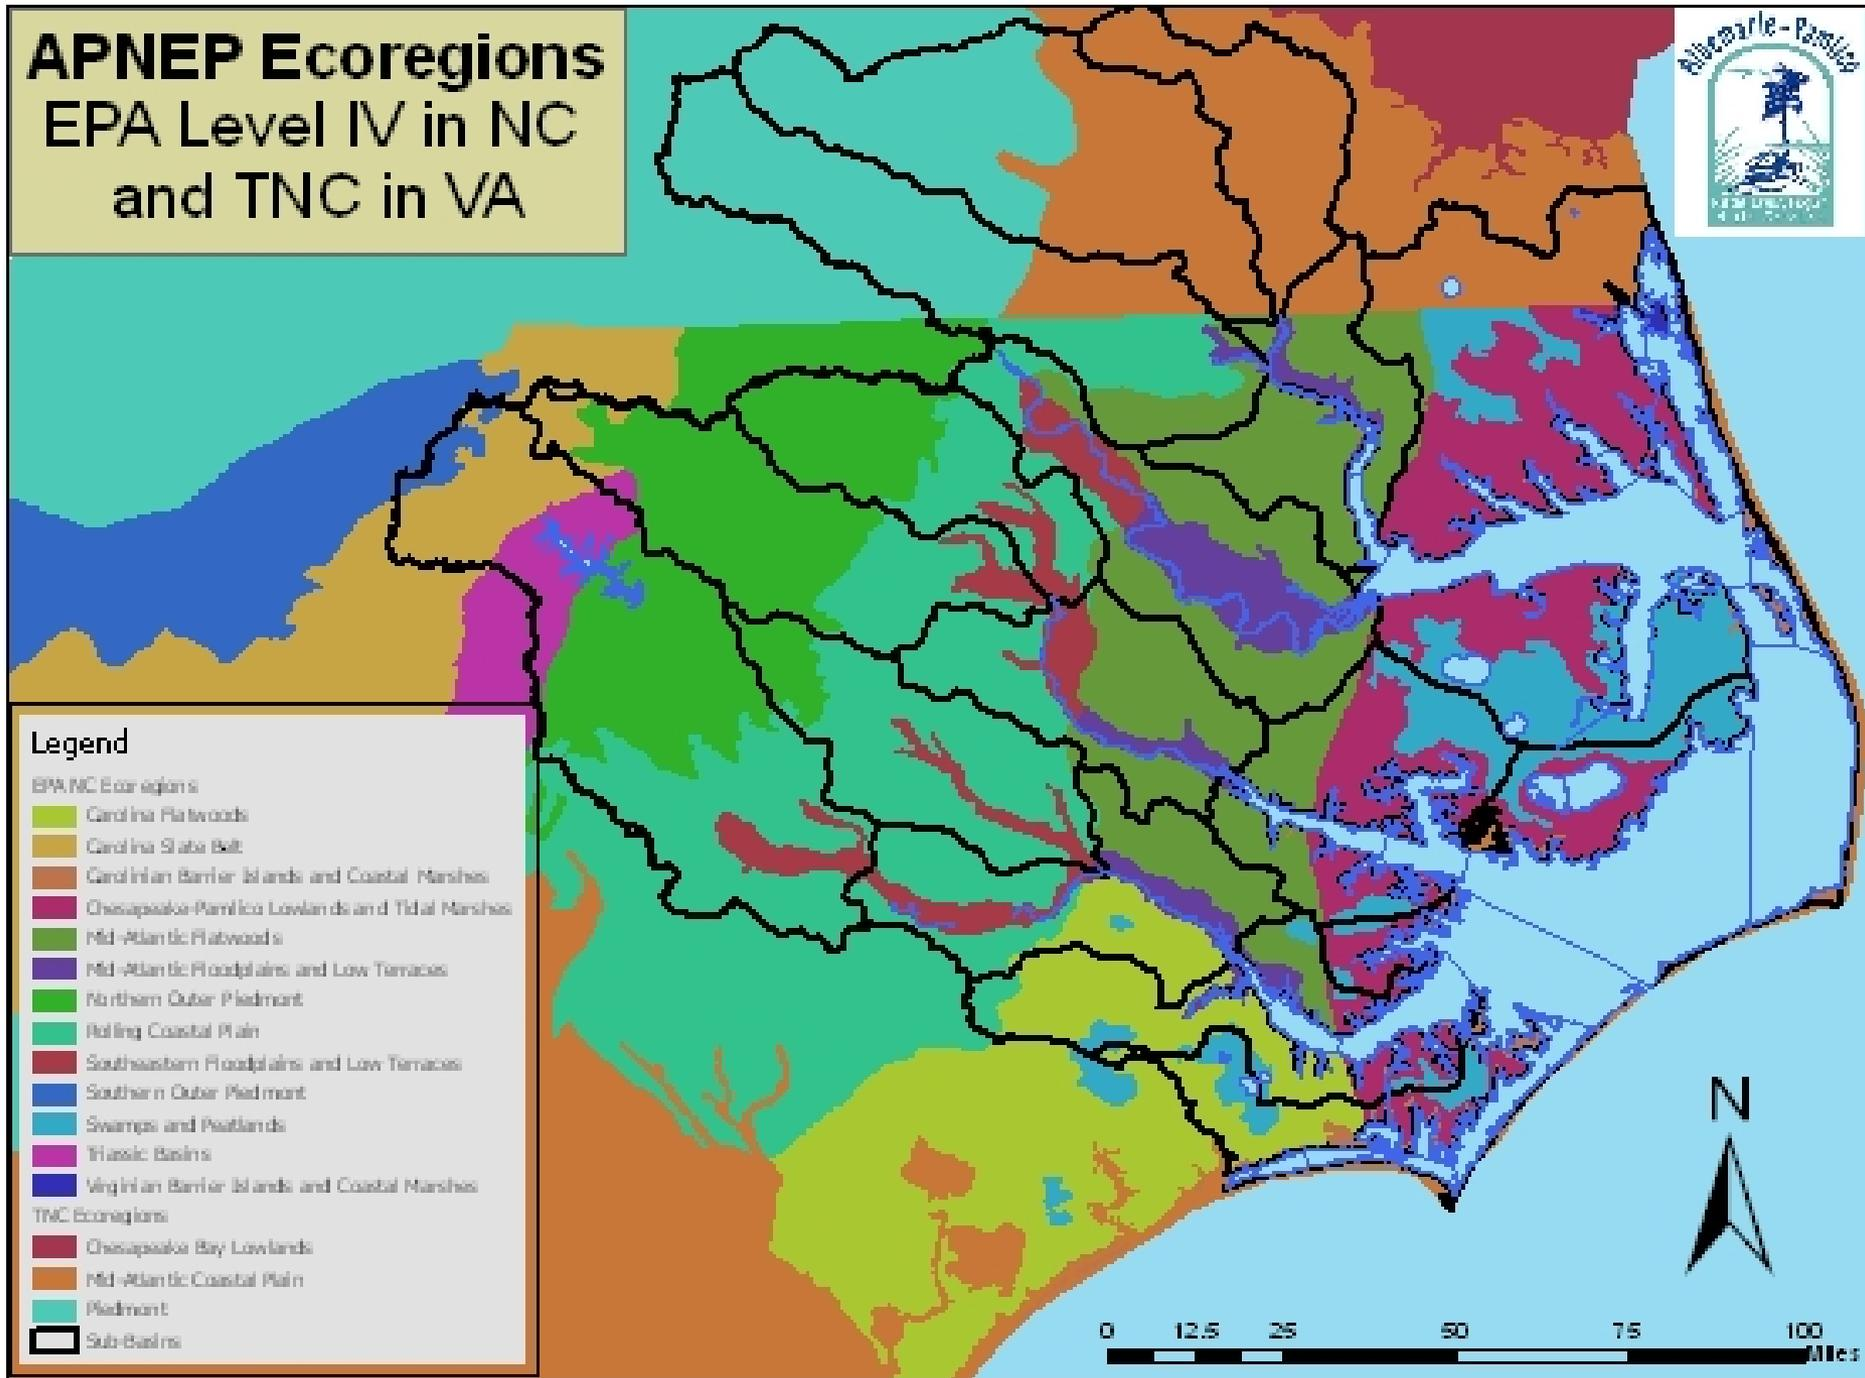 APNEP Ecoregions
EPA Level IV in NC
and TNC in VA
Albemarle-Pamlico
Legend
EPA NC Ecoregions
Carolina Flatwoods
Carolina Slate Belt
Carolinian Barrier Islands and Coastal Marshes
Chesapeake-Pamlico Lowlands and Tidal Marshes
Mid-Atlantic Flatwoods
Mid-Atlantic Floodplains and Low Terraces
Northern Outer Piedmont
Rolling Coastal Plain
Southeastern Floodplains and Low Terraces
Southern Outer Piedmont
Swamps and Peatlands
Triassic Basins
Virginian Barrier Islands and Coastal Marshes
TNC Ecoregions
Chesapeake Bay Lowlands
Mid-Atlantic Coastal Plain
Piedmont
Sub-Basins
N
0 12.5 25 50 75 100
Miles